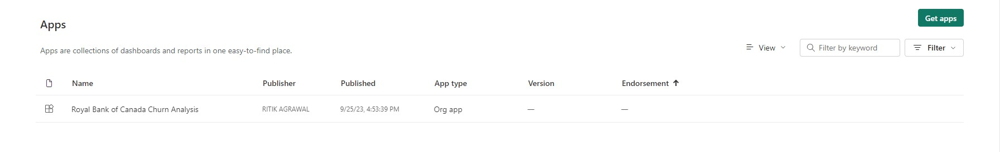 Get apps
Apps
Apps are collections of dashboards and reports in one easy-to-find place.
View
Filter by keyword
Filter
Name Publisher Published App type Version Endorsement
Royal Bank of Canada Churn Analysis RITIK AGRAWAL 9/25/23, 4:53:39 PM Org app — —